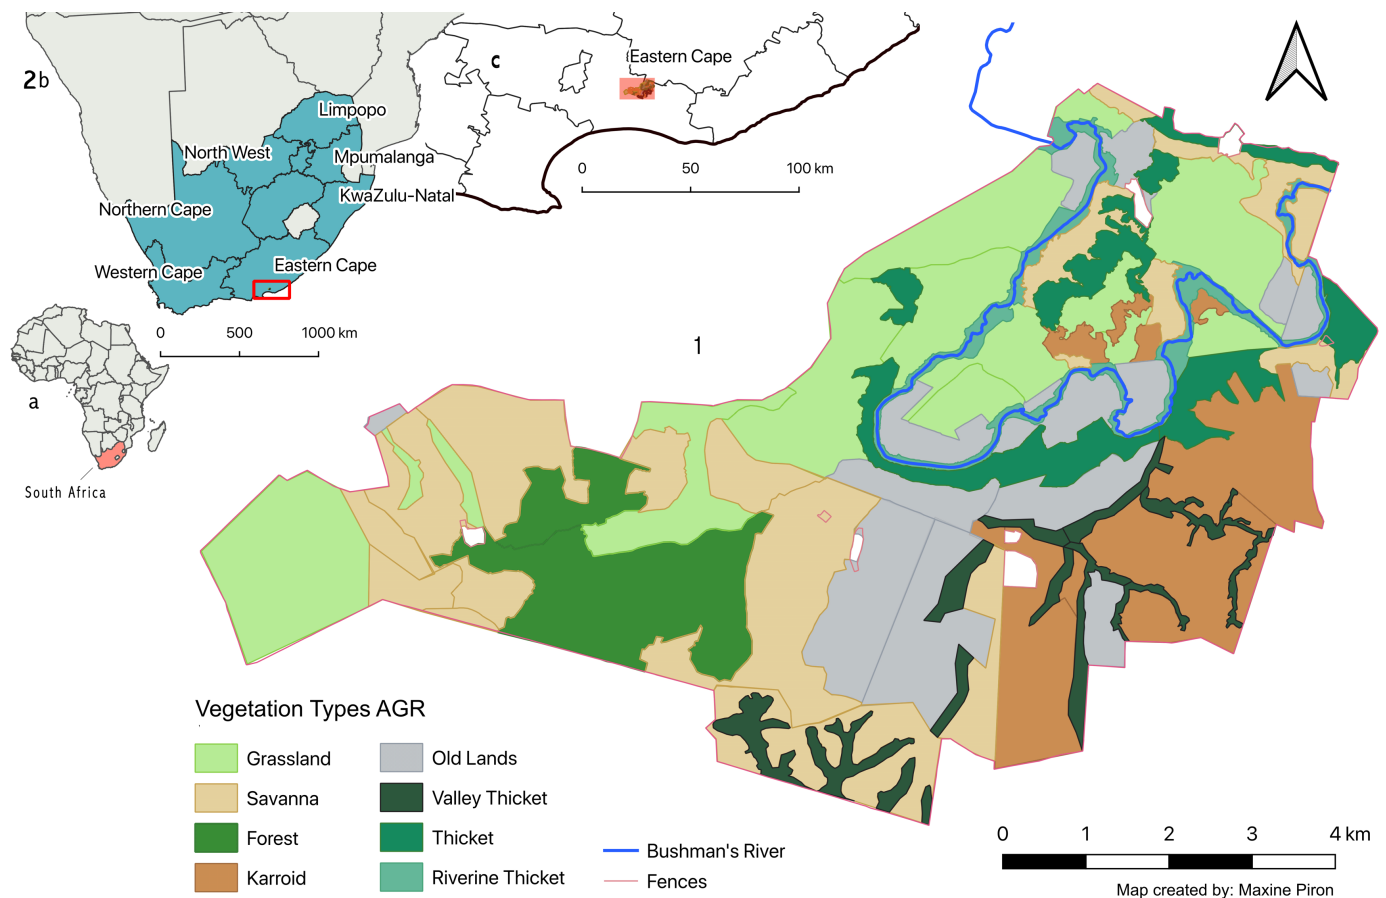 2b
Limpopo
North West
Mpumalanga
KwaZulu-Natal
Northern Cape
Western Cape
Eastern Cape
0 500 1000 km
a
South Africa
c
Eastern Cape
0 50 100 km
1
Vegetation Types AGR
Grassland
Savanna
Forest
Karroid
Old Lands
Valley Thicket
Thicket
Riverine Thicket
Bushman's River
Fences
0 1 2 3 4 km
Map created by: Maxine Piron